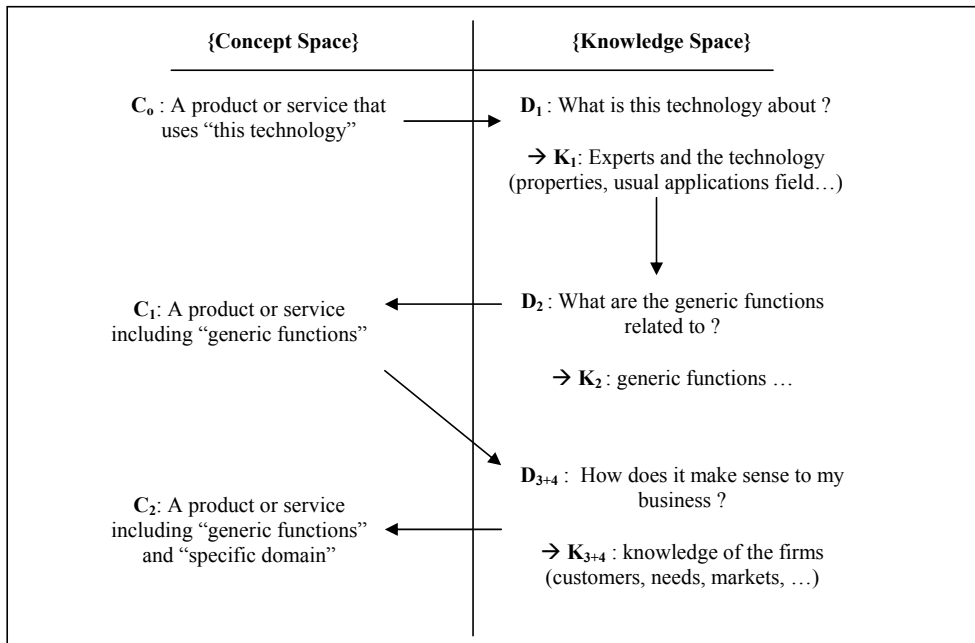 {Concept Space}
{Knowledge Space}
Co : A product or service that
uses “this technology”
D1 : What is this technology about ?
→ K1: Experts and the technology
(properties, usual applications field…)
C1: A product or service
including “generic functions”
D2 : What are the generic functions
related to ?
→ K2 : generic functions …
D3+4 : How does it make sense to my
business ?
C2: A product or service
including “generic functions”
and “specific domain”
→ K3+4 : knowledge of the firms
(customers, needs, markets, …)